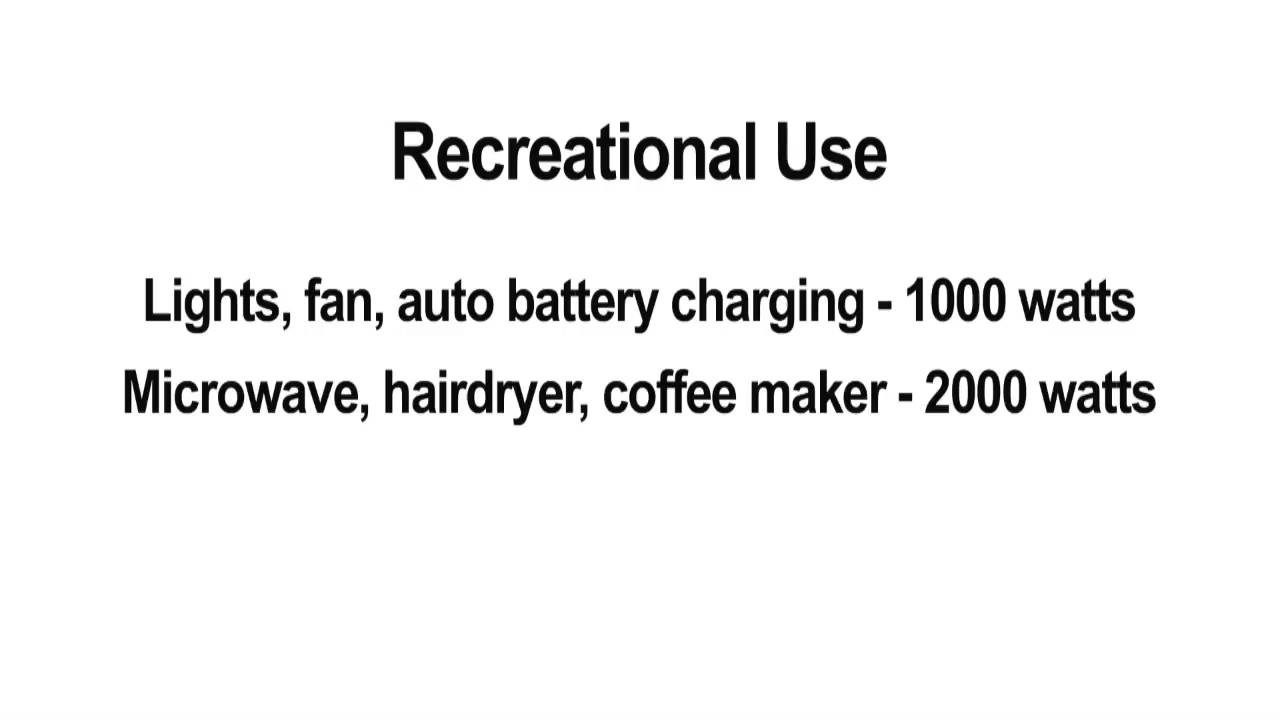 Recreational Use
Lights, fan, auto battery charging - 1000 watts
Microwave, hairdryer, coffee maker - 2000 watts